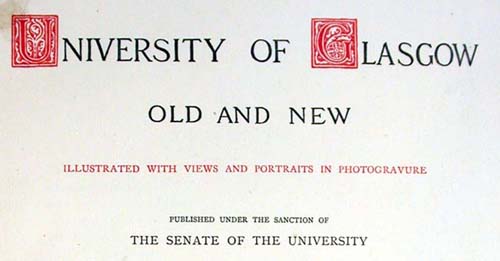 UNIVERSITY OF GLASGOW
OLD AND NEW
ILLUSTRATED WITH VIEWS AND PORTRAITS IN PHOTOGRAVURE
PUBLISHED UNDER THE SANCTION OF
THE SENATE OF THE UNIVERSITY